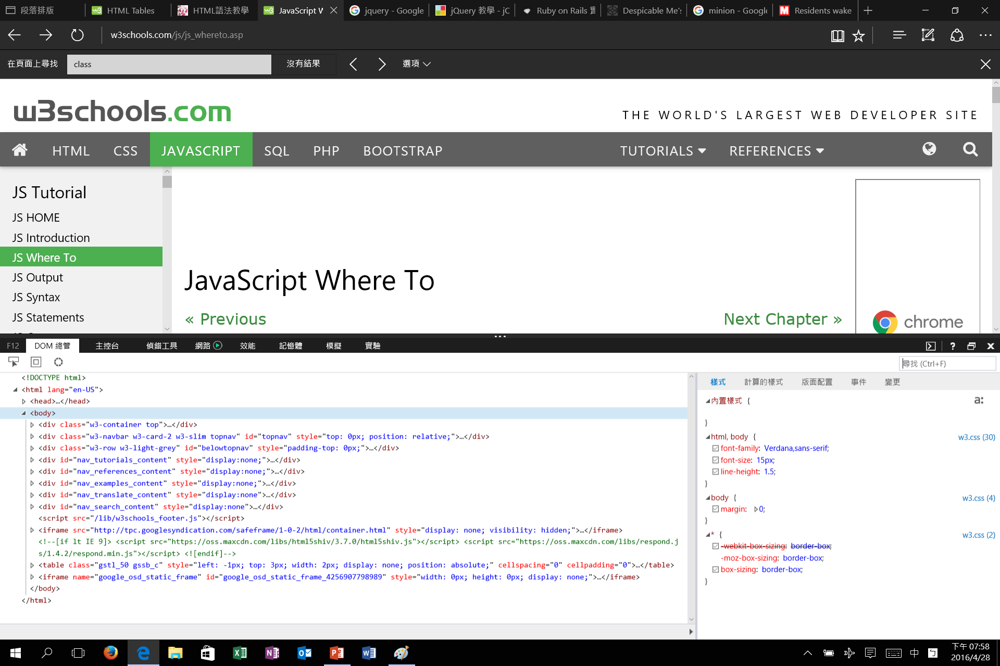 段落排版
HTML Tables
HTML語法教學
JavaScript W
jquery - Google
jQuery 教學 - jC
Ruby on Rails 實
Despicable Me's
minion - Google
Residents wake
w3schools.com/js/js_whereto.asp
在頁面上尋找
class
沒有結果
選項
w3schools.com
THE WORLD'S LARGEST WEB DEVELOPER SITE
HTML
CSS
JAVASCRIPT
SQL
PHP
BOOTSTRAP
TUTORIALS
REFERENCES
JS Tutorial
JS HOME
JS Introduction
JS Where To
JS Output
JS Syntax
JS Statements
JavaScript Where To
« Previous
Next Chapter »
chrome
F12
DOM 總管
主控台
偵錯工具
網路
效能
記憶體
模擬
實驗
尋找 (Ctrl+F)
<!DOCTYPE html>
<html lang="en-US">
<head>…</head>
<body>
<div class="w3-container top">…</div>
<div class="w3-navbar w3-card-2 w3-slim topnav" id="topnav" style="top: 0px; position: relative;">…</div>
<div class="w3-row w3-light-grey" id="belowtopnav" style="padding-top: 0px;">…</div>
<div id="nav_tutorials_content" style="display:none;">…</div>
<div id="nav_references_content" style="display:none;">…</div>
<div id="nav_examples_content" style="display:none;">…</div>
<div id="nav_translate_content" style="display:none">…</div>
<div id="nav_search_content" style="display:none">…</div>
<script src="/lib/w3schools_footer.js"></script>
<iframe src="http://tpc.googlesyndication.com/safeframe/1-0-2/html/container.html" style="display: none; visibility: hidden;">…</iframe>
<!--[if lt IE 9]> <script src="https://oss.maxcdn.com/libs/html5shiv/3.7.0/html5shiv.js"></script> <script src="https://oss.maxcdn.com/libs/respond.j
s/1.4.2/respond.min.js"></script> <![endif]-->
<table class="gstl_50 gssb_c" style="left: -1px; top: 3px; width: 2px; display: none; position: absolute;" cellspacing="0" cellpadding="0">…</table>
<iframe name="google_osd_static_frame" id="google_osd_static_frame_4256907798989" style="width: 0px; height: 0px; display: none;">…</iframe>
</body>
</html>
樣式
計算的樣式
版面配置
事件
變更
內置樣式 {
a:
}
html, body {
w3.css (30)
font-family: Verdana,sans-serif;
font-size: 15px;
line-height: 1.5;
}
body {
w3.css (4)
margin: 0;
}
* {
w3.css (2)
-webkit-box-sizing: border-box;
-moz-box-sizing: border-box;
box-sizing: border-box;
}
中
下午 07:58
2016/4/28